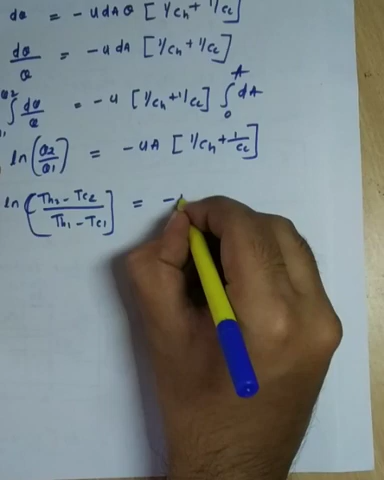 dθ = -u dA θ [1/Ch + 1/Cc]
dθ/θ = -u dA [1/Ch + 1/Cc]
∫ dθ/θ = -u [1/Ch + 1/Cc] ∫₀ᴬ dA
ln(θ2/θ1) = -UA [1/Ch + 1/Cc]
ln[Th2 - Tc2 / Th1 - Tc1] = -